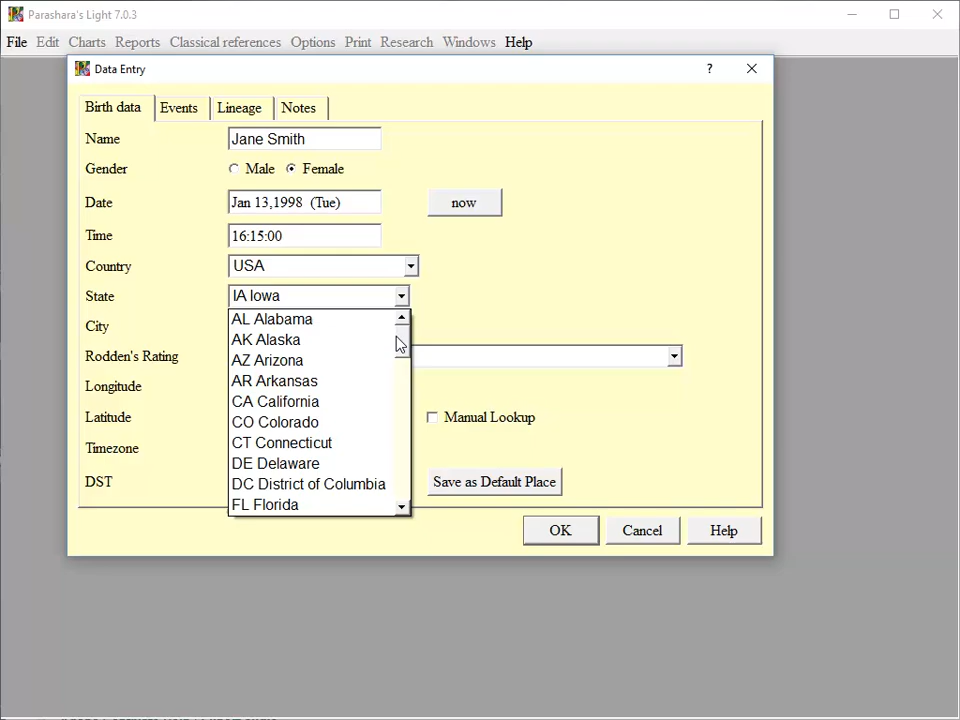 Parashara's Light 7.0.3
File Edit Charts Reports Classical references Options Print Research Windows Help
Data Entry ?
Birth data Events Lineage Notes
Name Jane Smith
Gender Male Female
Date Jan 13,1998 (Tue) now
Time 16:15:00
Country USA
State IA Iowa
AL Alabama
City
AK Alaska
Rodden's Rating
AZ Arizona
Longitude
AR Arkansas
CA California
Latitude Manual Lookup
CO Colorado
Timezone
CT Connecticut
DE Delaware
DST Save as Default Place
DC District of Columbia
FL Florida
OK Cancel Help